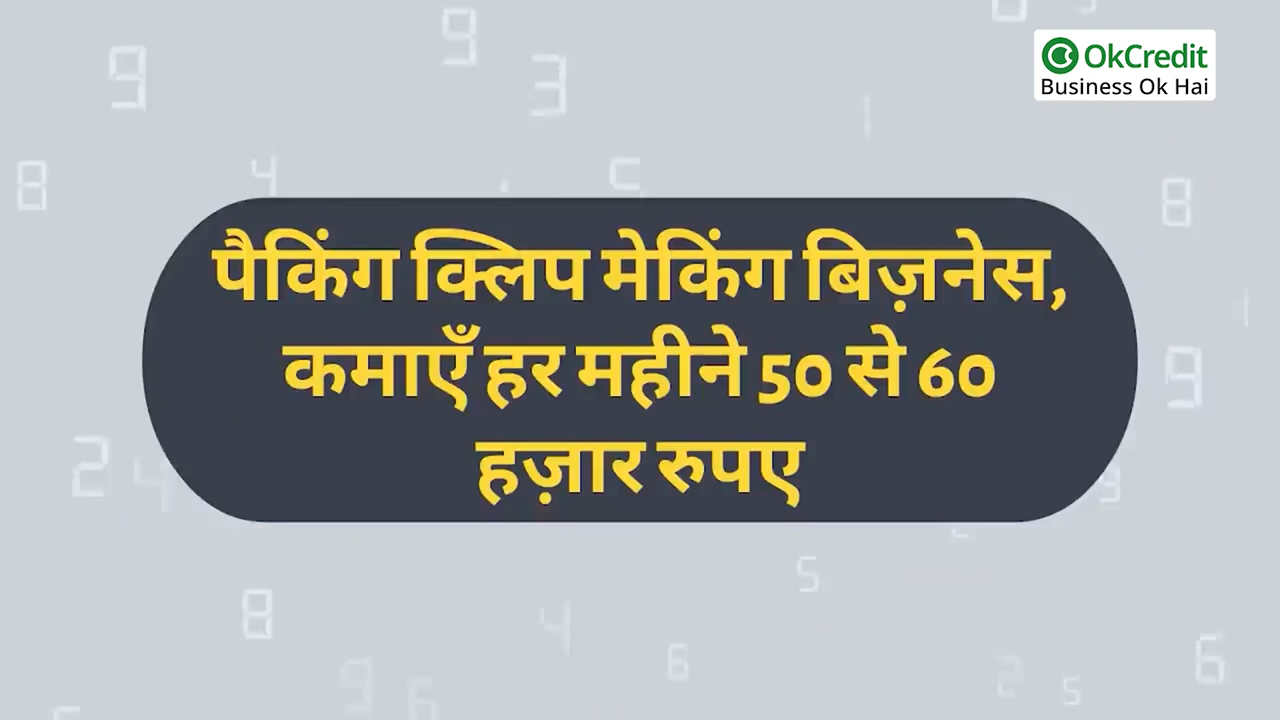 OkCredit
Business Ok Hai
पैकिंग क्लिप मेकिंग बिज़नेस,
कमाएँ हर महीने 50 से 60
हज़ार रुपए